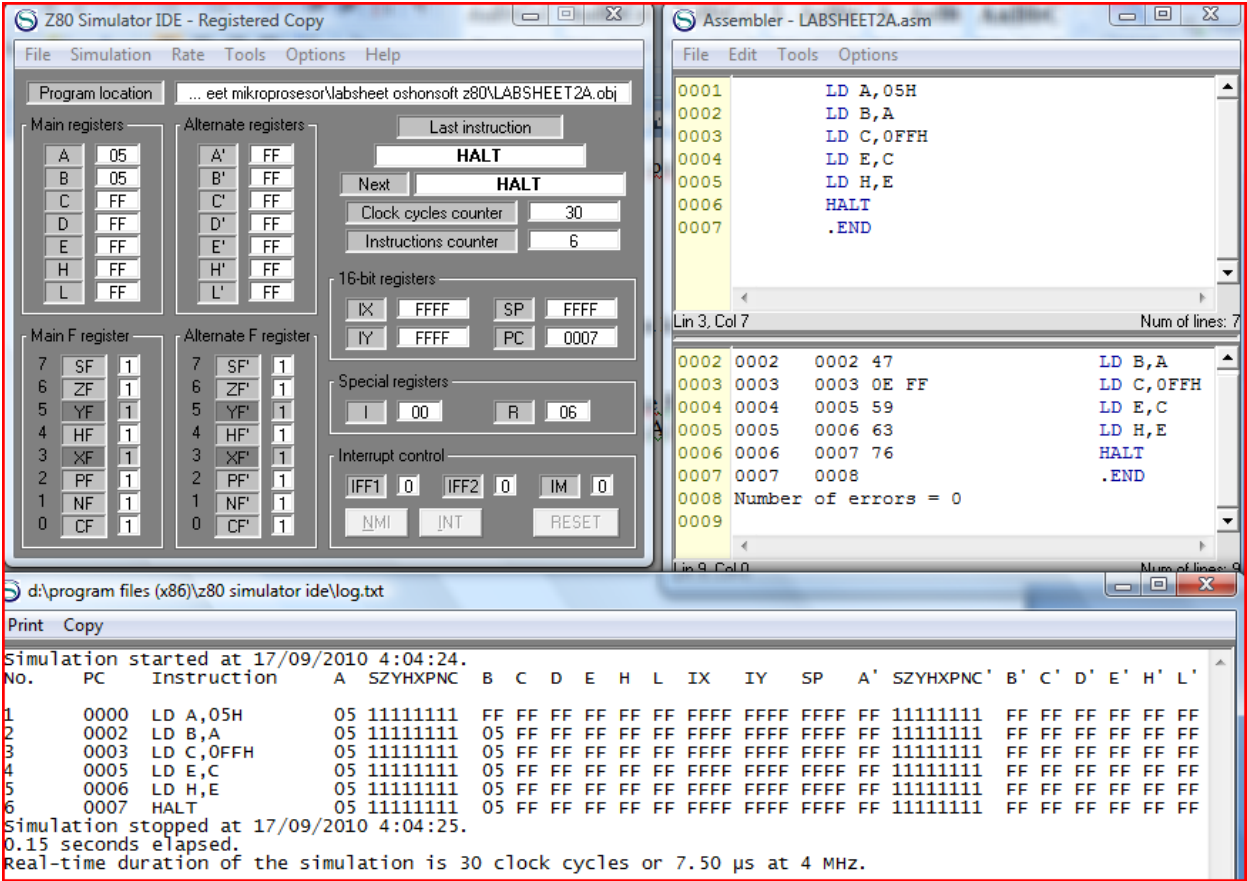 Z80 Simulator IDE - Registered Copy
File Simulation Rate Tools Options Help
Program location ... eet mikroprosesor\labsheet oshonsoft z80\LABSHEET2A.obj
Main registers
A 05
B 05
C FF
D FF
E FF
H FF
L FF
Alternate registers
A' FF
B' FF
C' FF
D' FF
E' FF
H' FF
L' FF
Last instruction
HALT
Next HALT
Clock cycles counter 30
Instructions counter 6
16-bit registers
IX FFFF SP FFFF
IY FFFF PC 0007
Main F register
7 SF 1
6 ZF 1
5 YF 1
4 HF 1
3 XF 1
2 PF 1
1 NF 1
0 CF 1
Alternate F register
7 SF' 1
6 ZF' 1
5 YF' 1
4 HF' 1
3 XF' 1
2 PF' 1
1 NF' 1
0 CF' 1
Special registers
I 00 R 06
Interrupt control
IFF1 0 IFF2 0 IM 0
NMI INT RESET
Assembler - LABSHEET2A.asm
File Edit Tools Options
0001 LD A,05H
0002 LD B,A
0003 LD C,0FFH
0004 LD E,C
0005 LD H,E
0006 HALT
0007 .END
Lin 3, Col 7 Num of lines: 7
0002 0002 0002 47 LD B,A
0003 0003 0003 0E FF LD C,0FFH
0004 0004 0005 59 LD E,C
0005 0005 0006 63 LD H,E
0006 0006 0007 76 HALT
0007 0007 0008 .END
0008 Number of errors = 0
0009
Lin 9, Col 0 Num of lines: 9
d:\program files (x86)\z80 simulator ide\log.txt
Print Copy
Simulation started at 17/09/2010 4:04:24.
No. PC Instruction A SZYHXPNC B C D E H L IX IY SP A' SZYHXPNC' B' C' D' E' H' L'
1 0000 LD A,05H 05 11111111 FF FF FF FF FF FF FFFF FFFF FFFF FF 11111111 FF FF FF FF FF FF
2 0002 LD B,A 05 11111111 05 FF FF FF FF FF FFFF FFFF FFFF FF 11111111 FF FF FF FF FF FF
3 0003 LD C,0FFH 05 11111111 05 FF FF FF FF FF FFFF FFFF FFFF FF 11111111 FF FF FF FF FF FF
4 0005 LD E,C 05 11111111 05 FF FF FF FF FF FFFF FFFF FFFF FF 11111111 FF FF FF FF FF FF
5 0006 LD H,E 05 11111111 05 FF FF FF FF FF FFFF FFFF FFFF FF 11111111 FF FF FF FF FF FF
6 0007 HALT 05 11111111 05 FF FF FF FF FF FFFF FFFF FFFF FF 11111111 FF FF FF FF FF FF
Simulation stopped at 17/09/2010 4:04:25.
0.15 seconds elapsed.
Real-time duration of the simulation is 30 clock cycles or 7.50 µs at 4 MHz.